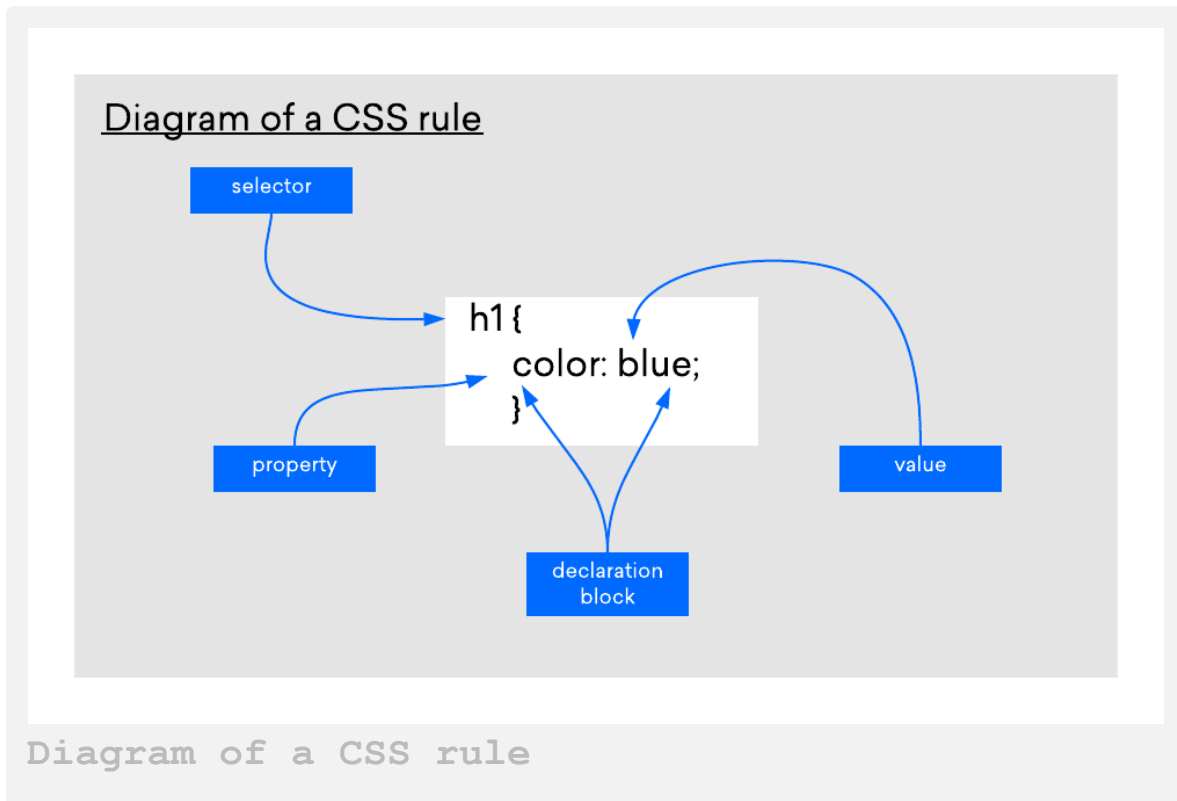 Diagram of a CSS rule
selector
h1 {
color: blue;
}
property
value
declaration
block
Diagram of a CSS rule